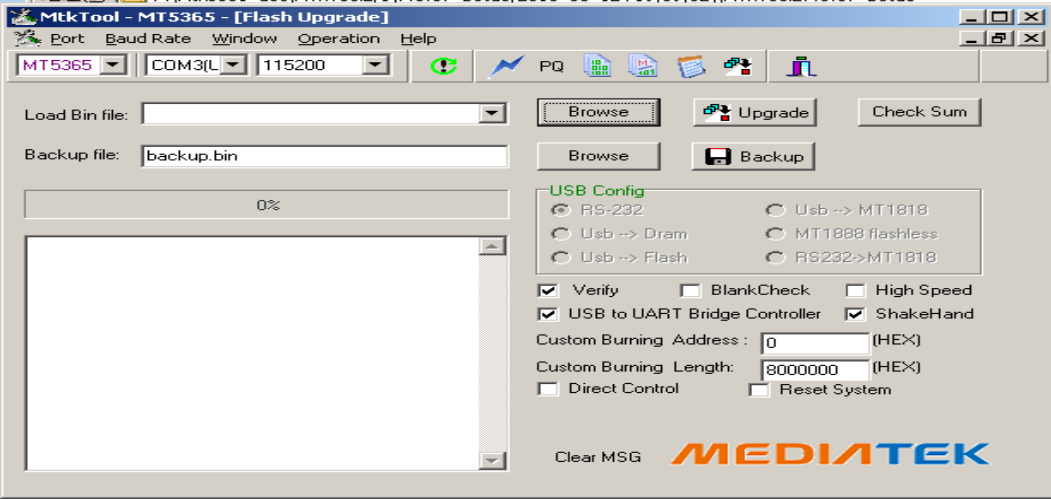 MtkTool - MT5365 - [Flash Upgrade]
Port Baud Rate Window Operation Help
MT5365 COM3(L 115200 PQ
Load Bin file: Browse Upgrade Check Sum
Backup file: backup.bin Browse Backup
0%
USB Config
RS-232 Usb --> MT1818
Usb --> Dram MT1888 flashless
Usb --> Flash RS232->MT1818
Verify BlankCheck High Speed
USB to UART Bridge Controller ShakeHand
Custom Burning Address : 0 (HEX)
Custom Burning Length: 8000000 (HEX)
Direct Control Reset System
Clear MSG MEDIATEK